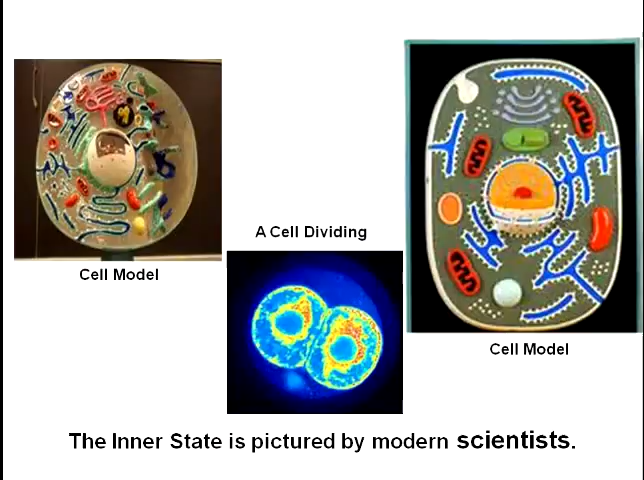 A Cell Dividing
Cell Model
Cell Model
The Inner State is pictured by modern scientists.